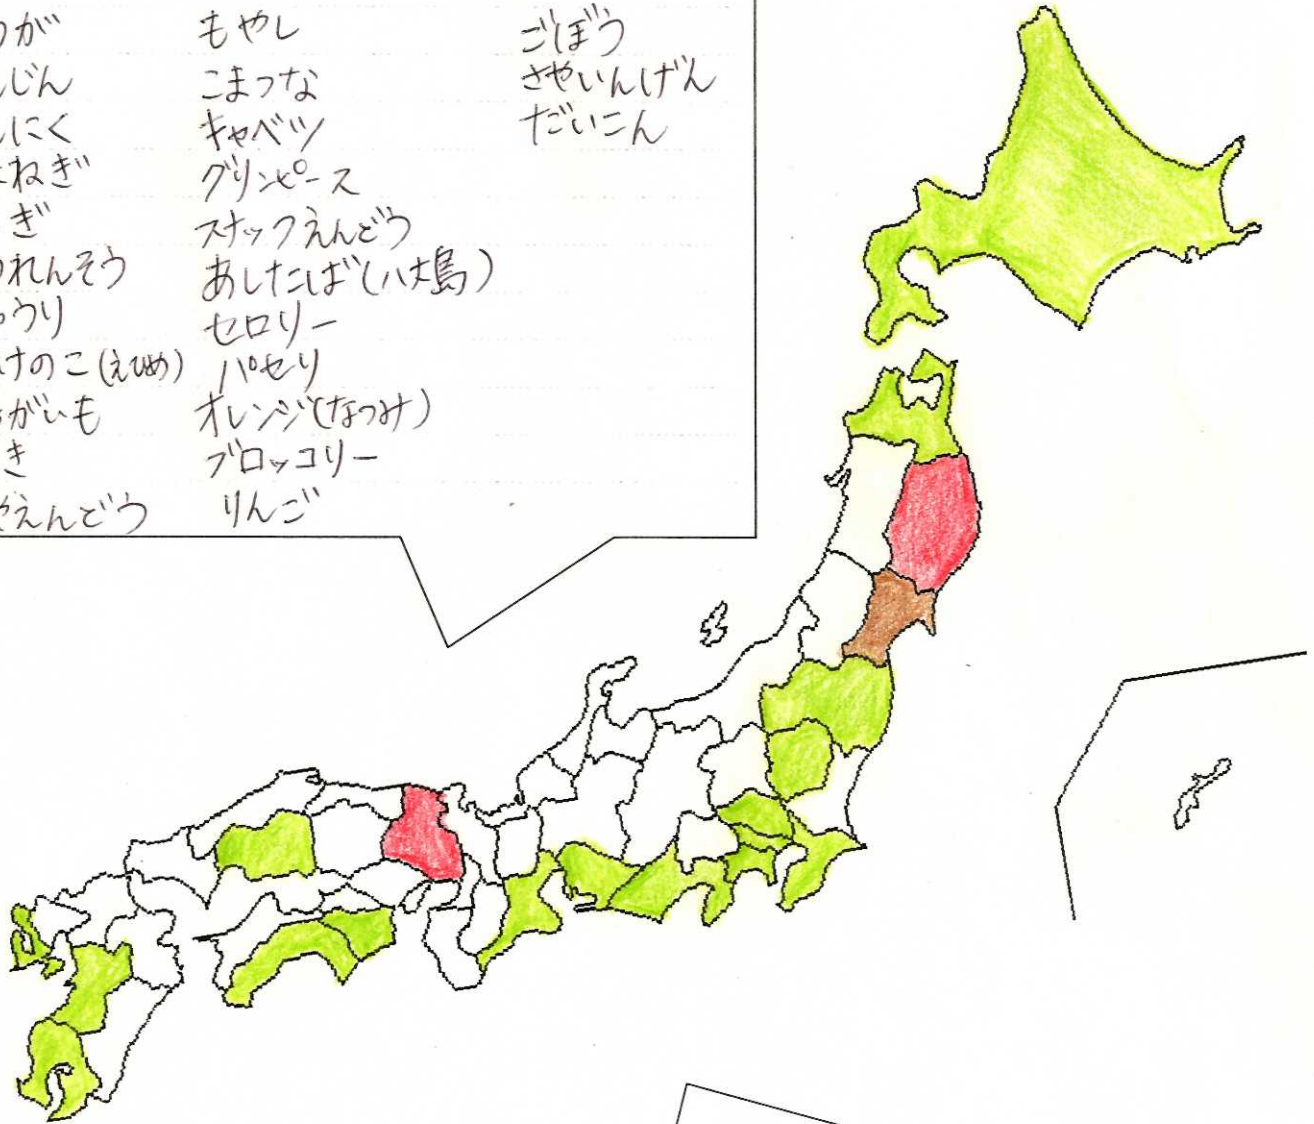 うが
じん
にく
ねぎ
ぎ
れんそう
うり
けのこ(えひめ)
がいも
き
えんどう
もやし
こまつな
キャベツ
グリンピース
スナックえんどう
あしたば(八丈島)
セロリー
パセリ
オレンジ(なつみ)
ブロッコリー
りんご
ごぼう
さやいんげん
だいこん